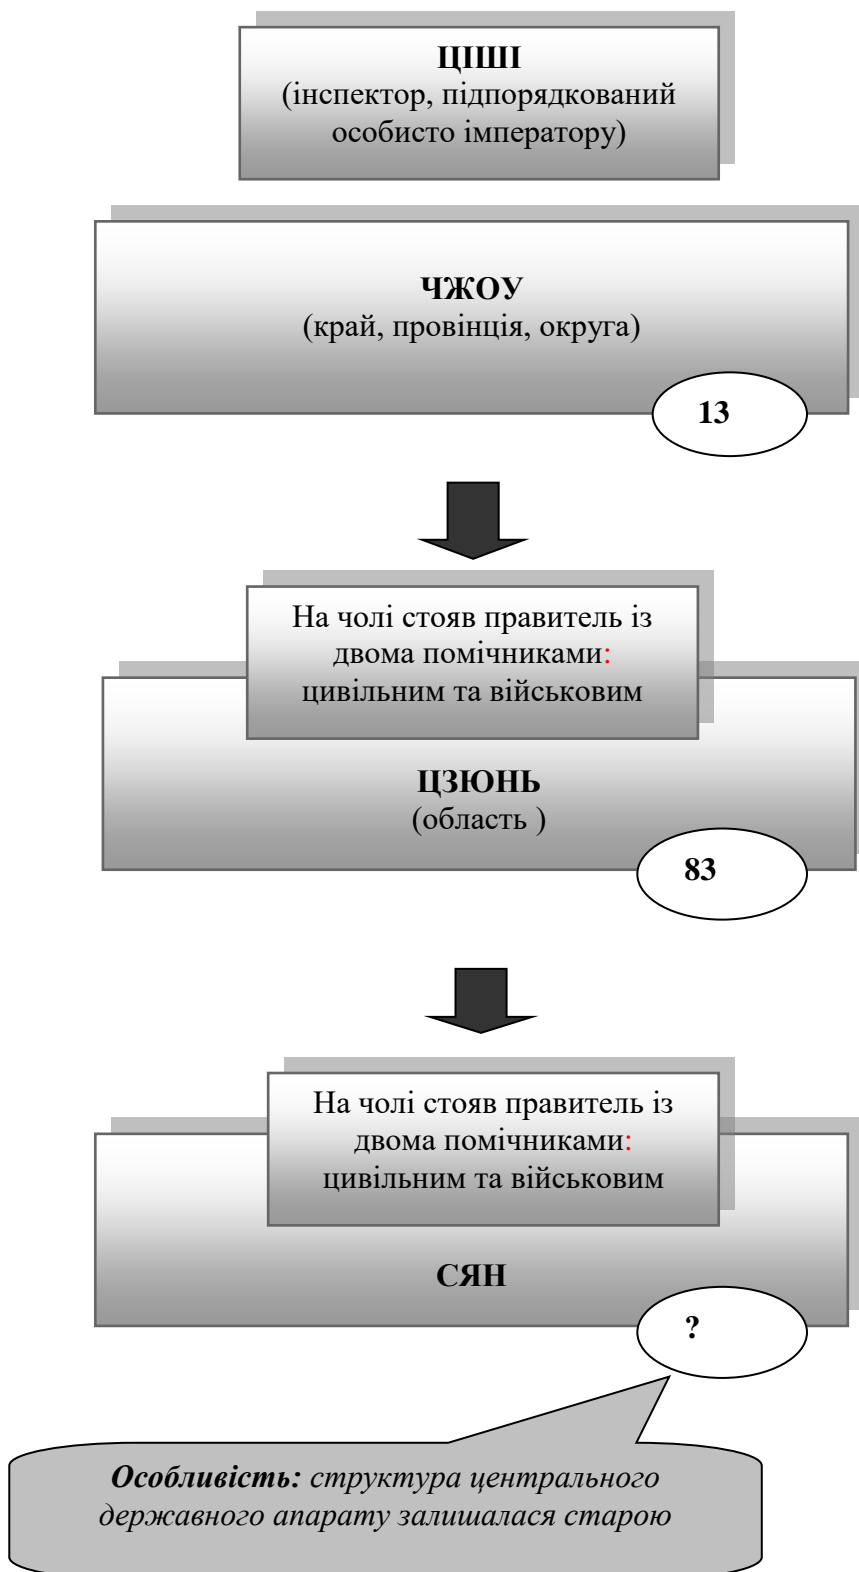 ЦІШІ
(інспектор, підпорядкований
особисто імператору)
ЧЖОУ
(край, провінція, округа)
13
На чолі стояв правитель із
двома помічниками:
цивільним та військовим
ЦЗЮНЬ
(область )
83
На чолі стояв правитель із
двома помічниками:
цивільним та військовим
СЯН
?
Особливість: структура центрального
державного апарату залишалася старою